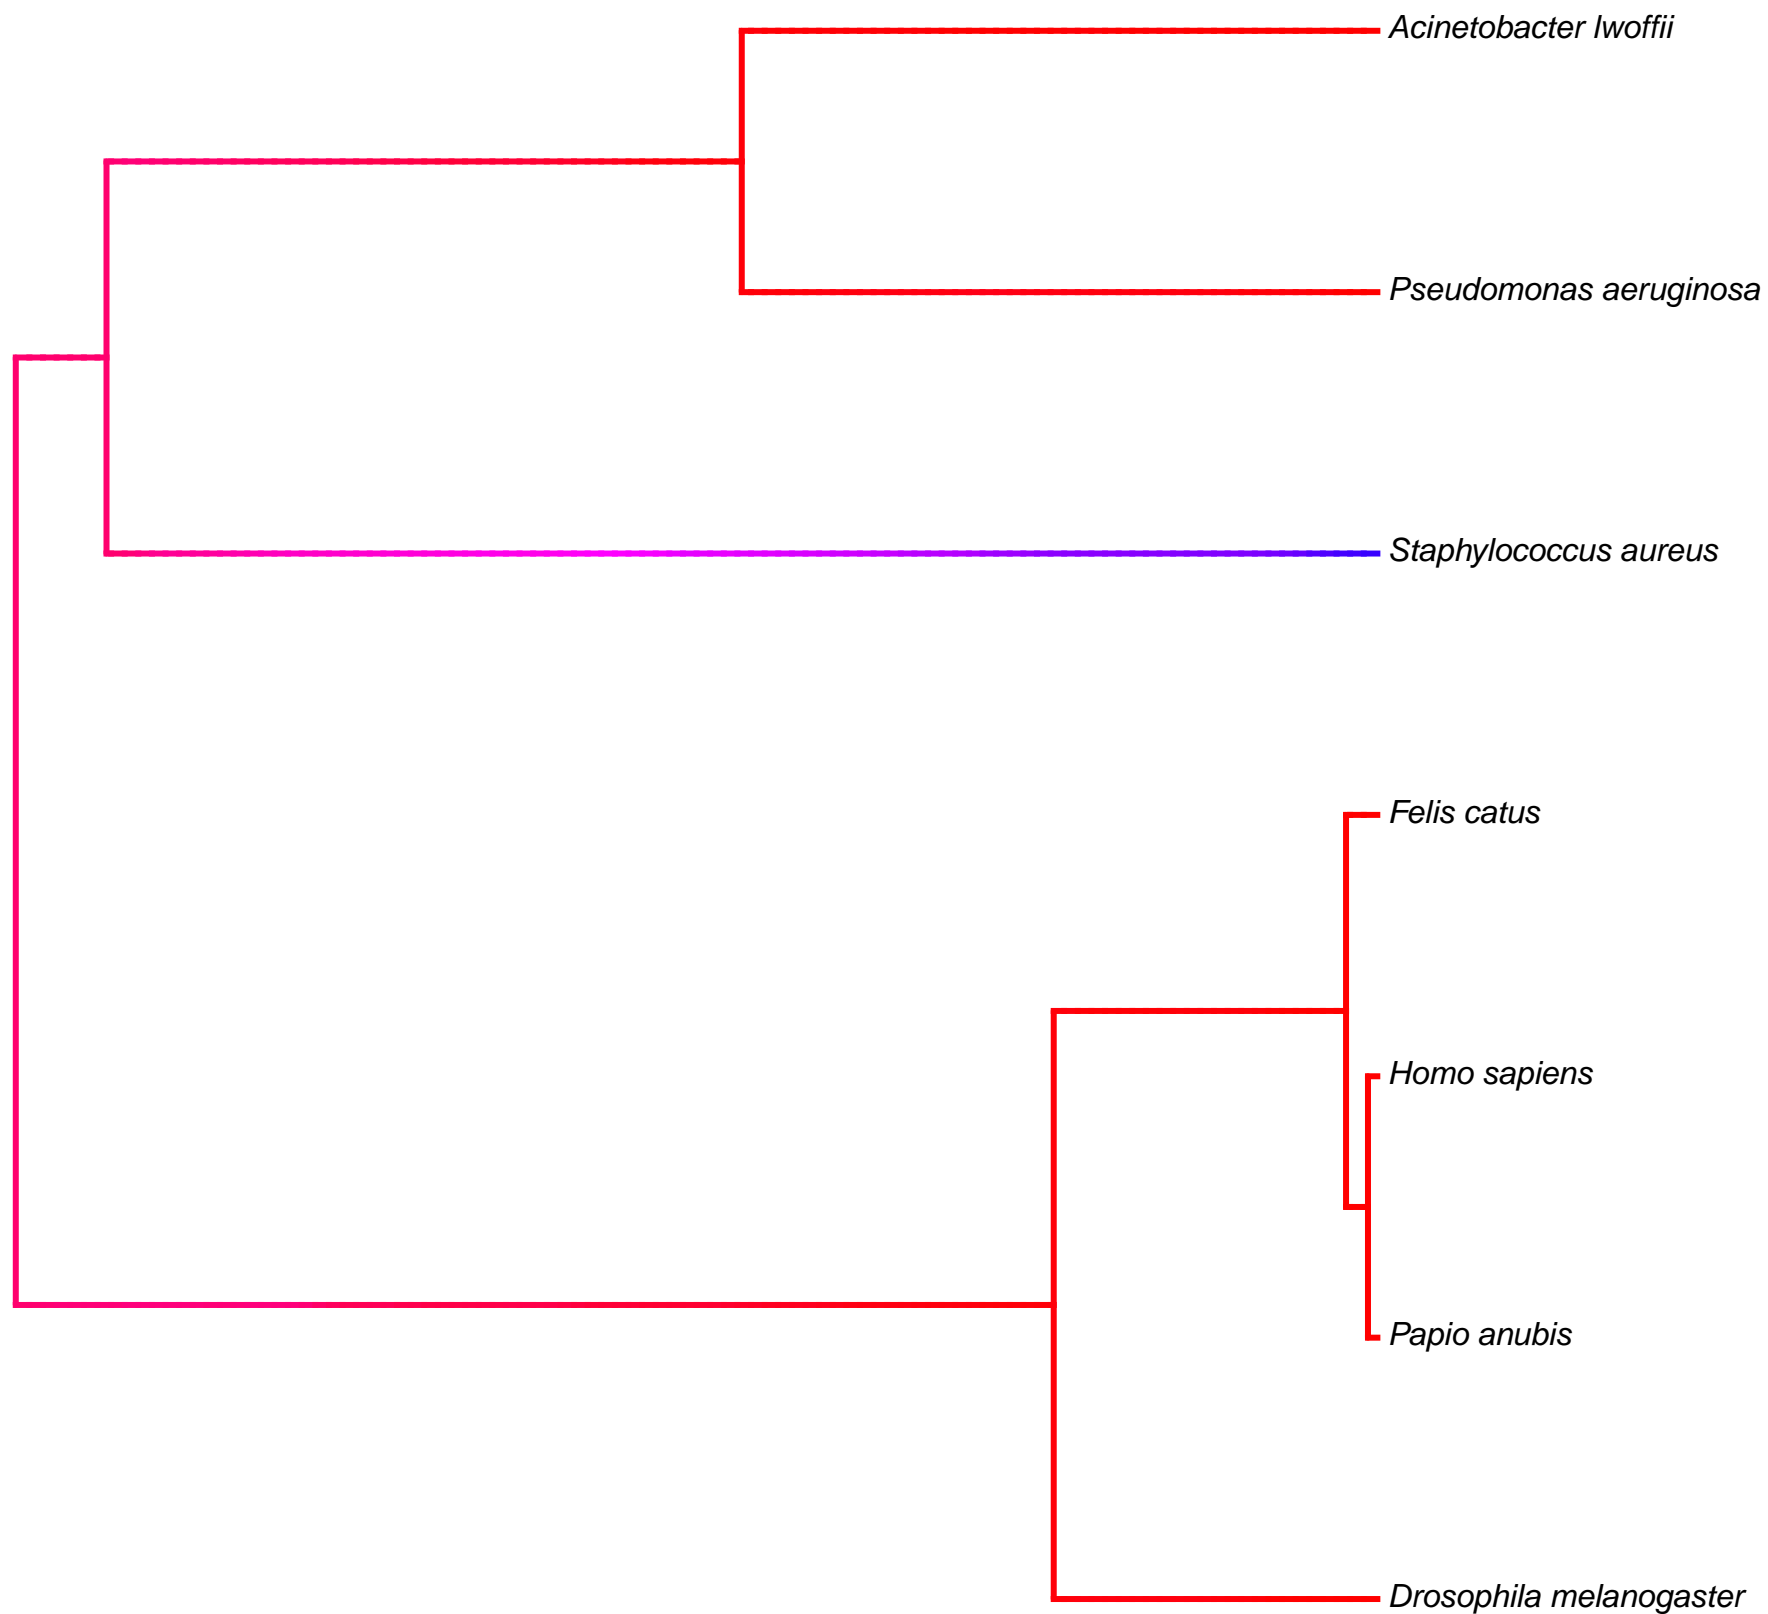 Acinetobacter lwoffii
Pseudomonas aeruginosa
Staphylococcus aureus
Felis catus
Homo sapiens
Papio anubis
Drosophila melanogaster